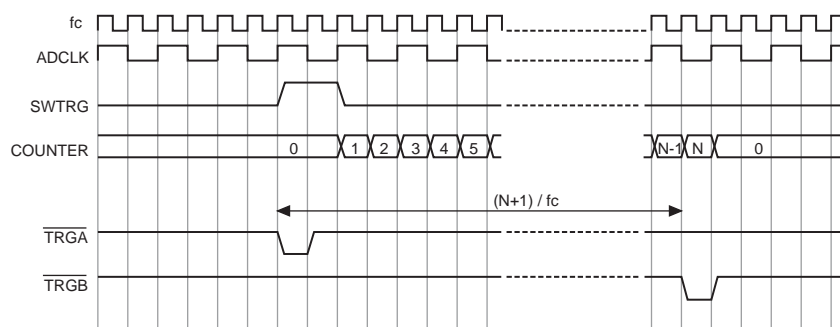 fc
ADCLK
SWTRG
COUNTER 0 1 2 3 4 5 N-1 N 0
(N+1) / fc
TRGA
TRGB